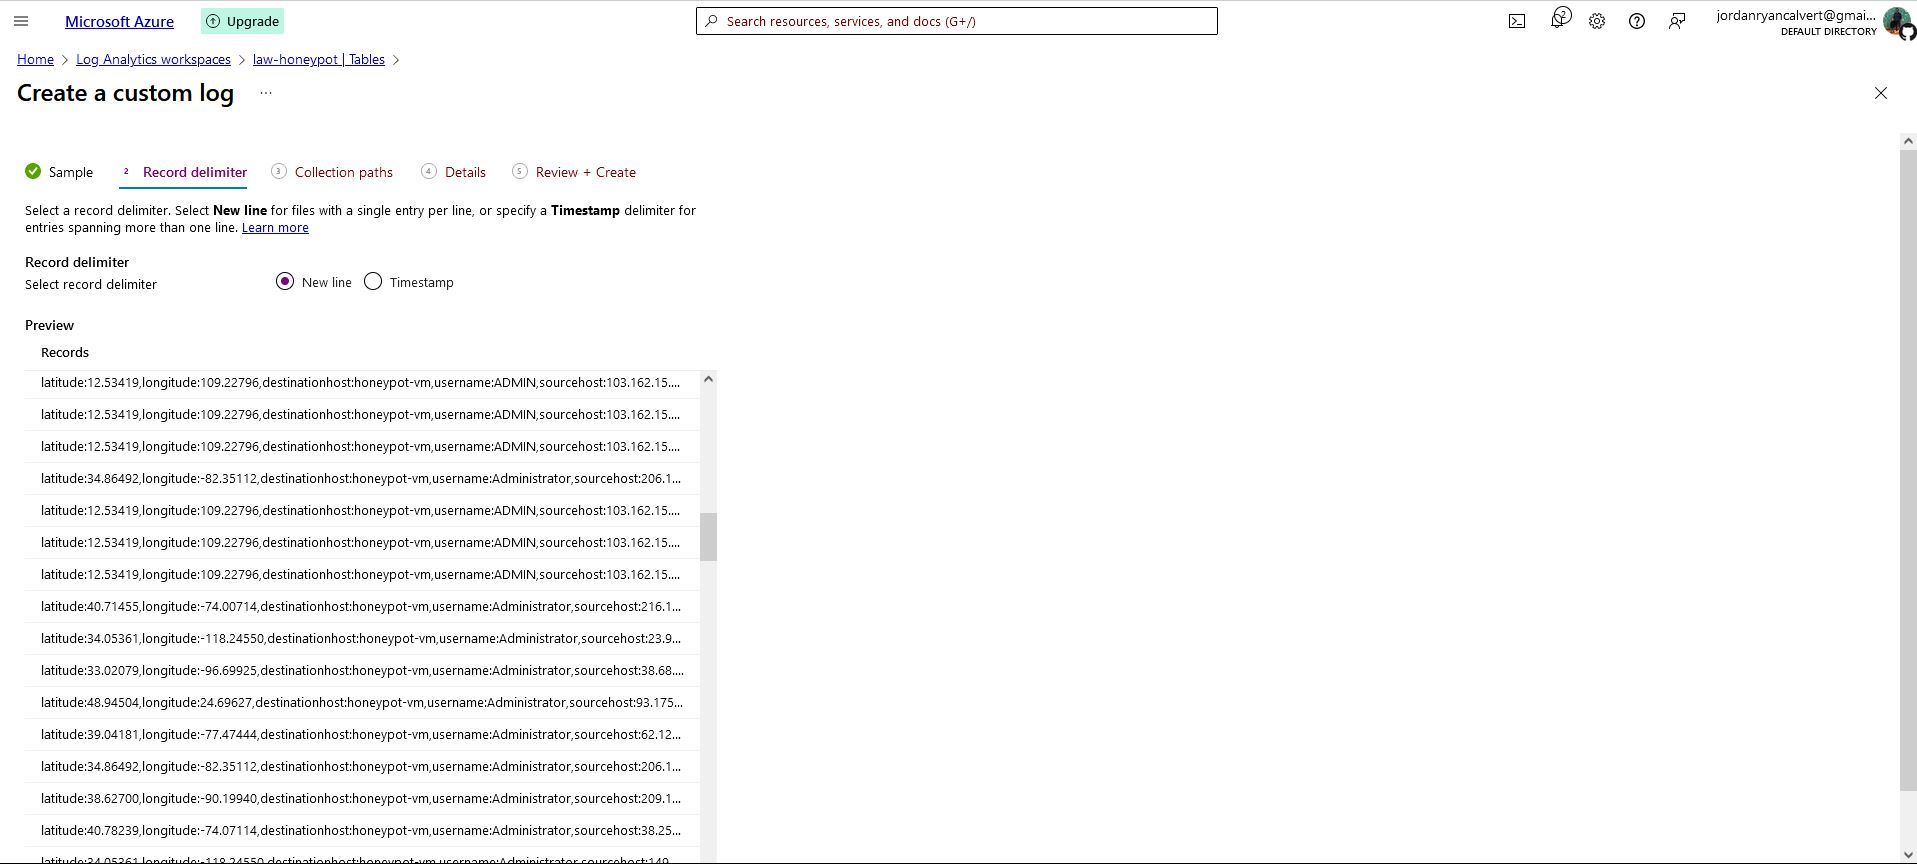 Microsoft Azure
Upgrade
Search resources, services, and docs (G+/)
2
jordanryancalvert@gmai...
DEFAULT DIRECTORY
Home > Log Analytics workspaces > law-honeypot | Tables >
Create a custom log ...
Sample
2 Record delimiter
3 Collection paths
4 Details
5 Review + Create
Select a record delimiter. Select New line for files with a single entry per line, or specify a Timestamp delimiter for
entries spanning more than one line. Learn more
Record delimiter
Select record delimiter
New line
Timestamp
Preview
Records
latitude:12.53419,longitude:109.22796,destinationhost:honeypot-vm,username:ADMIN,sourcehost:103.162.15....
latitude:12.53419,longitude:109.22796,destinationhost:honeypot-vm,username:ADMIN,sourcehost:103.162.15....
latitude:12.53419,longitude:109.22796,destinationhost:honeypot-vm,username:ADMIN,sourcehost:103.162.15....
latitude:34.86492,longitude:-82.35112,destinationhost:honeypot-vm,username:Administrator,sourcehost:206.1...
latitude:12.53419,longitude:109.22796,destinationhost:honeypot-vm,username:ADMIN,sourcehost:103.162.15....
latitude:12.53419,longitude:109.22796,destinationhost:honeypot-vm,username:ADMIN,sourcehost:103.162.15....
latitude:12.53419,longitude:109.22796,destinationhost:honeypot-vm,username:ADMIN,sourcehost:103.162.15....
latitude:40.71455,longitude:-74.00714,destinationhost:honeypot-vm,username:Administrator,sourcehost:216.1...
latitude:34.05361,longitude:-118.24550,destinationhost:honeypot-vm,username:Administrator,sourcehost:23.9...
latitude:33.02079,longitude:-96.69925,destinationhost:honeypot-vm,username:Administrator,sourcehost:38.68....
latitude:48.94504,longitude:24.69627,destinationhost:honeypot-vm,username:Administrator,sourcehost:93.175...
latitude:39.04181,longitude:-77.47444,destinationhost:honeypot-vm,username:Administrator,sourcehost:62.12...
latitude:34.86492,longitude:-82.35112,destinationhost:honeypot-vm,username:Administrator,sourcehost:206.1...
latitude:38.62700,longitude:-90.19940,destinationhost:honeypot-vm,username:Administrator,sourcehost:209.1...
latitude:40.78239,longitude:-74.07114,destinationhost:honeypot-vm,username:Administrator,sourcehost:38.25...
latitude:34.05361,longitude:-118.24550,destinationhost:honeypot-vm,username:Administrator,sourcehost:149...